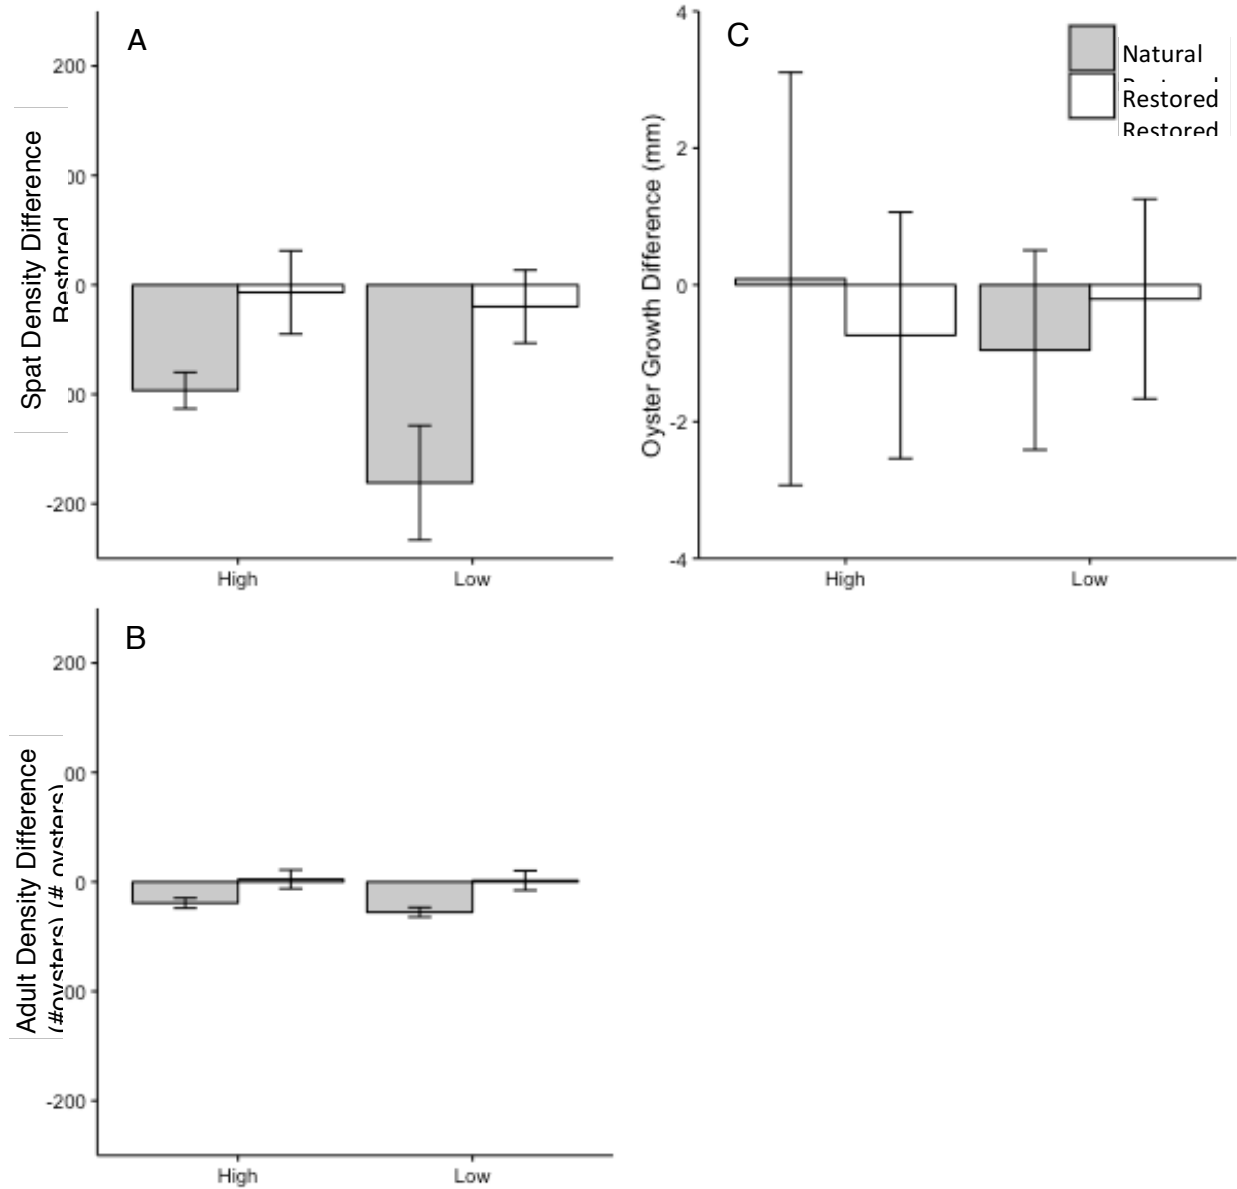 A
200
00
0
00
-200
Spat Density Difference
Restored
High
Low
C
4
2
0
-2
-4
Oyster Growth Difference (mm)
High
Low
Natural
Restored
Restored
B
200
00
0
00
-200
Adult Density Difference
(#oysters) (# oysters)
High
Low